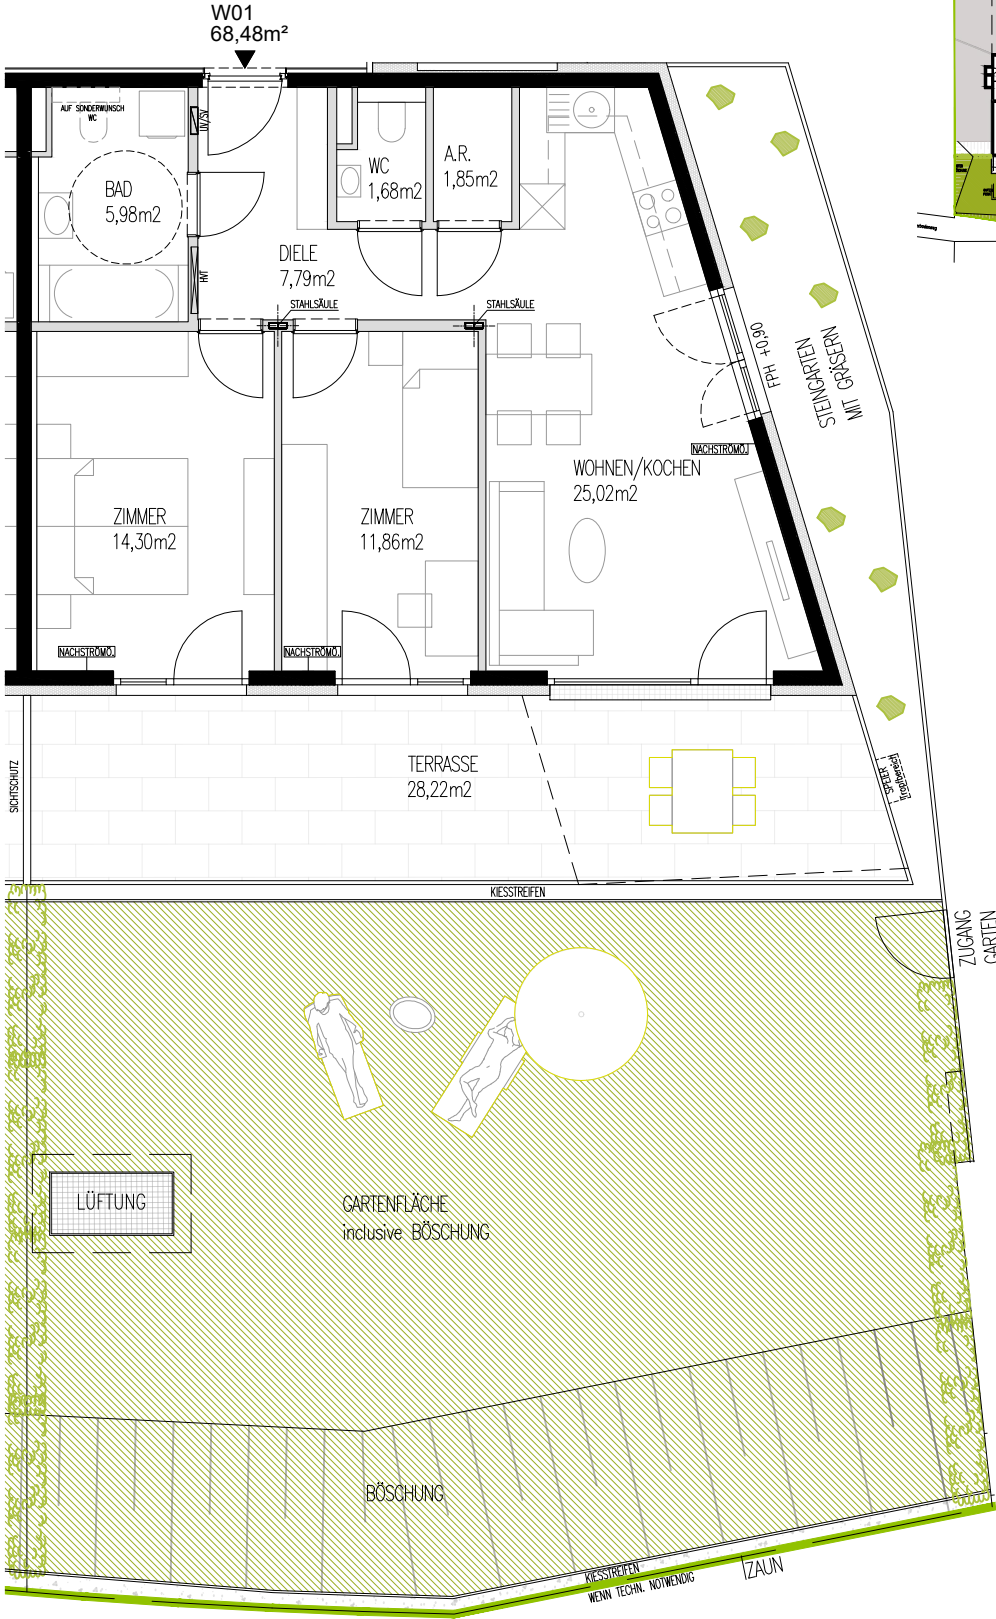 W01
68,48m²
AUF SONDERWUNSCH
WC
UV/SV
BAD
5,98m2
WC
1,68m2
A.R.
1,85m2
DIELE
7,79m2
HVT
STAHLSÄULE
STAHLSÄULE
FPH +0,90
STEINGARTEN
MIT GRÄSERN
NACHSTRÖMÖ.
WOHNEN/KOCHEN
25,02m2
ZIMMER
14,30m2
ZIMMER
11,86m2
NACHSTRÖMÖ.
NACHSTRÖMÖ.
SICHTSCHUTZ
TERRASSE
28,22m2
SPEIER
Tropfbereich
KIESSTREIFEN
ZUGANG
GARTEN
LÜFTUNG
GARTENFLÄCHE
inclusive BÖSCHUNG
BÖSCHUNG
KIESSTREIFEN
WENN TECHN. NOTWENDIG
ZAUN